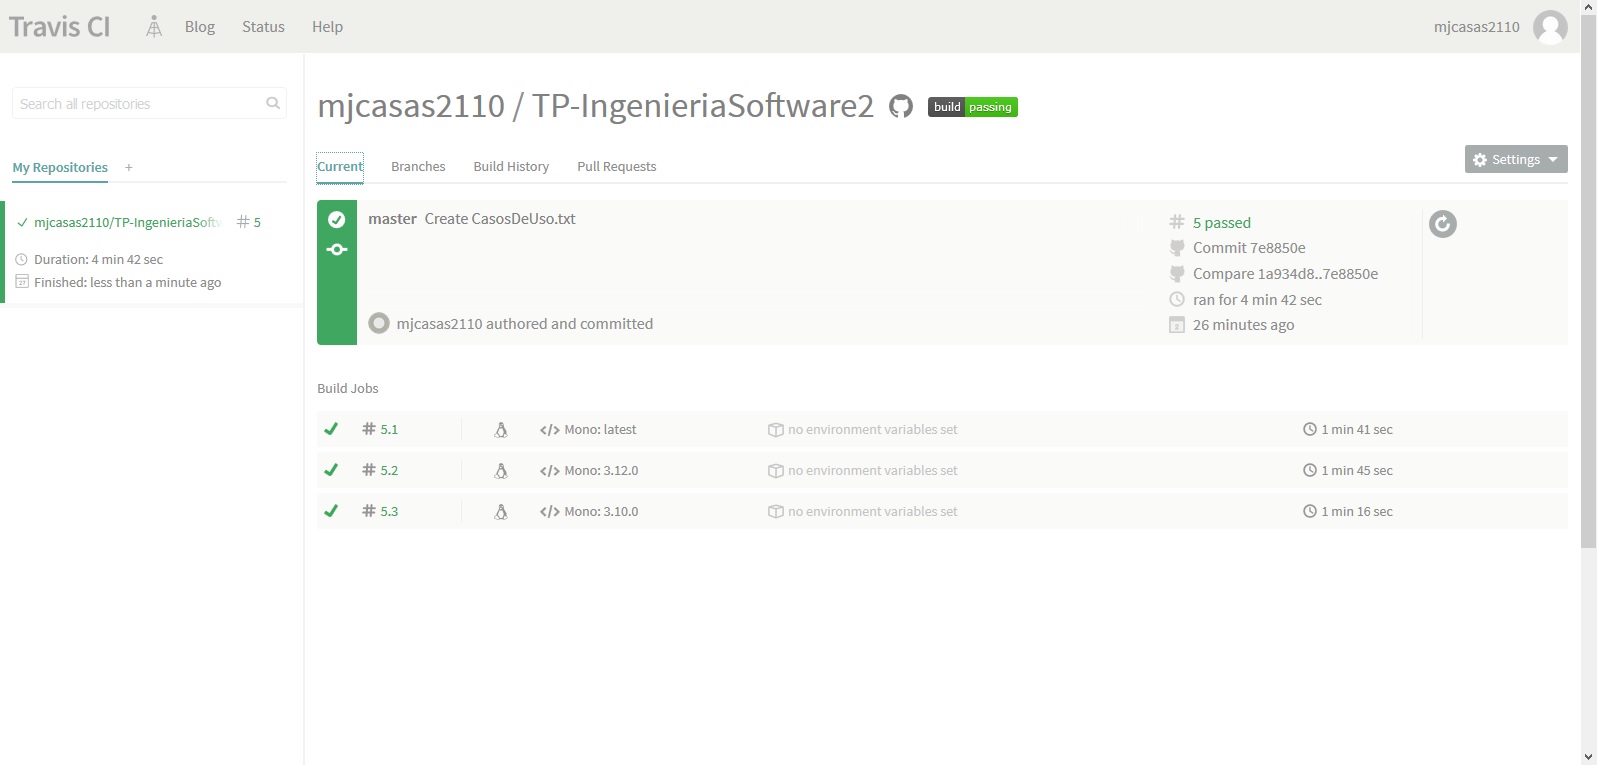 Travis CI Blog Status Help mjcasas2110
Search all repositories
My Repositories +
mjcasas2110/TP-IngenieriaSoftw # 5
Duration: 4 min 42 sec
Finished: less than a minute ago
mjcasas2110 / TP-IngenieriaSoftware2 build passing
Current Branches Build History Pull Requests Settings
master Create CasosDeUso.txt
# 5 passed
Commit 7e8850e
Compare 1a934d8..7e8850e
ran for 4 min 42 sec
mjcasas2110 authored and committed
26 minutes ago
Build Jobs
# 5.1 </> Mono: latest no environment variables set 1 min 41 sec
# 5.2 </> Mono: 3.12.0 no environment variables set 1 min 45 sec
# 5.3 </> Mono: 3.10.0 no environment variables set 1 min 16 sec